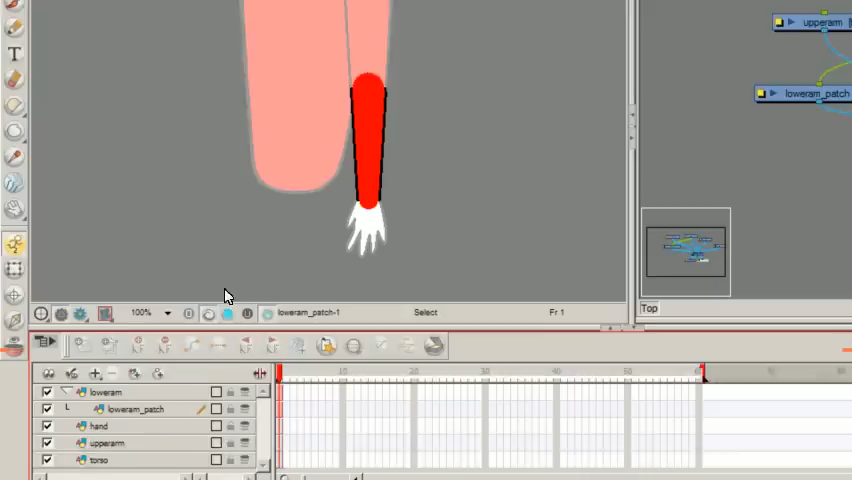 T
upperarm
loweram_patch
Top
100%
loweram_patch-1
Select
Fr 1
10
20
30
40
50
loweram
loweram_patch
hand
upperarm
torso